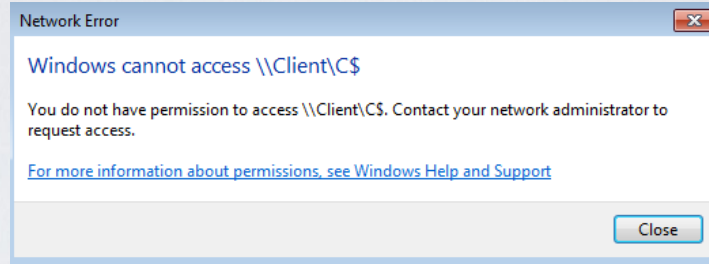 Network Error
Windows cannot access \\Client\C$
You do not have permission to access \\Client\C$. Contact your network administrator to
request access.
For more information about permissions, see Windows Help and Support
Close